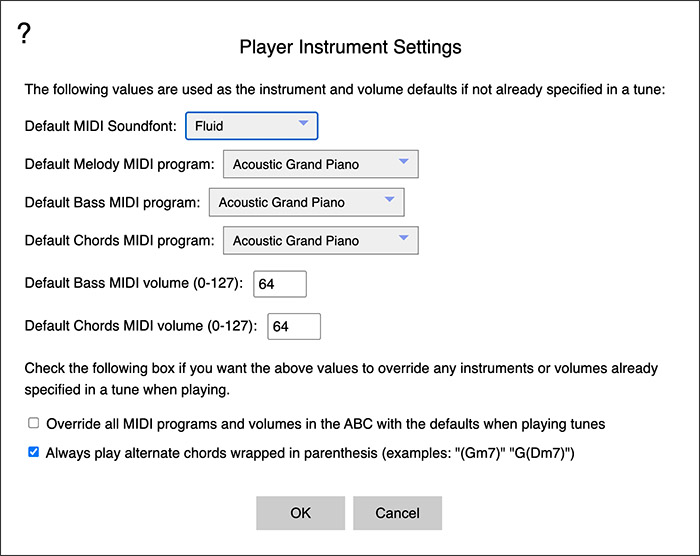 ?
Player Instrument Settings
The following values are used as the instrument and volume defaults if not already specified in a tune:
Default MIDI Soundfont: Fluid
Default Melody MIDI program: Acoustic Grand Piano
Default Bass MIDI program: Acoustic Grand Piano
Default Chords MIDI program: Acoustic Grand Piano
Default Bass MIDI volume (0-127): 64
Default Chords MIDI volume (0-127): 64
Check the following box if you want the above values to override any instruments or volumes already
specified in a tune when playing.
Override all MIDI programs and volumes in the ABC with the defaults when playing tunes
Always play alternate chords wrapped in parenthesis (examples: "(Gm7)" "G(Dm7)")
OK Cancel